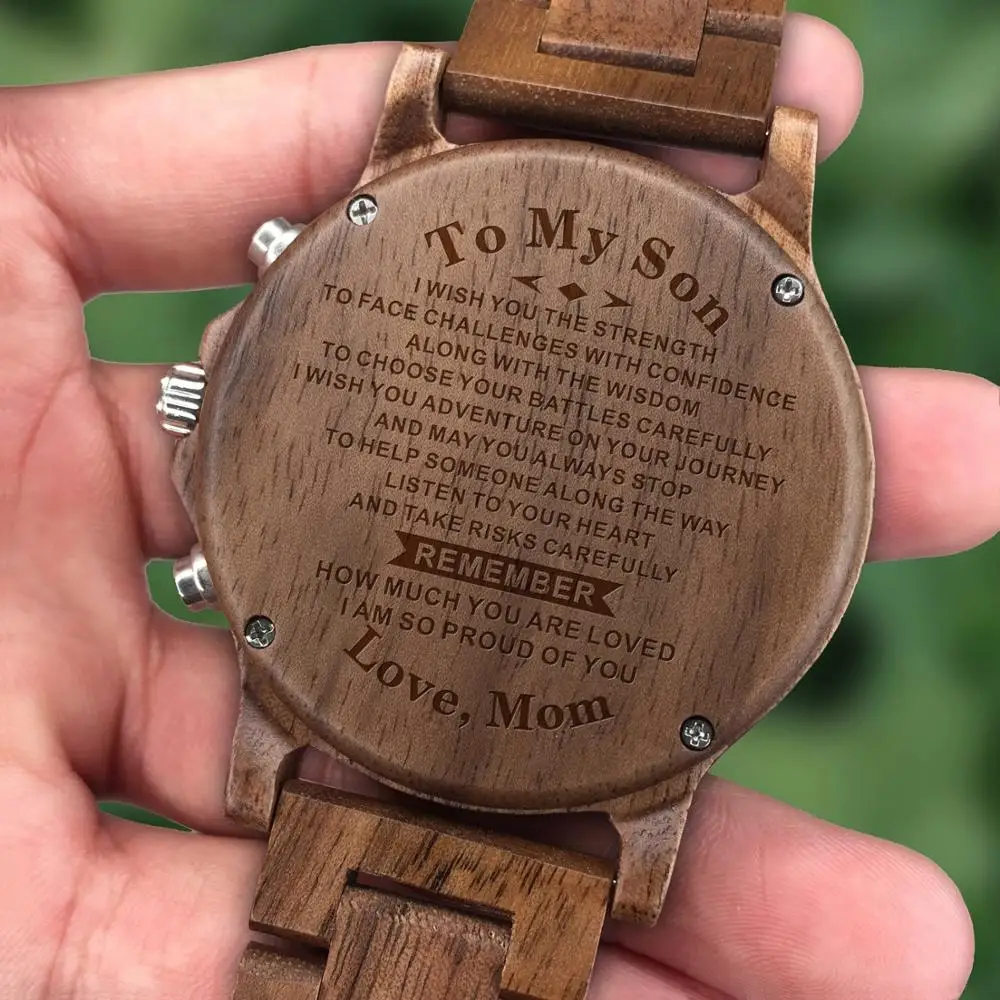 To My Son
I WISH YOU THE STRENGTH
TO FACE CHALLENGES WITH CONFIDENCE
ALONG WITH THE WISDOM
TO CHOOSE YOUR BATTLES CAREFULLY
I WISH YOU ADVENTURE ON YOUR JOURNEY
AND MAY YOU ALWAYS STOP
TO HELP SOMEONE ALONG THE WAY
LISTEN TO YOUR HEART
AND TAKE RISKS CAREFULLY
REMEMBER
HOW MUCH YOU ARE LOVED
I AM SO PROUD OF YOU
Love, Mom